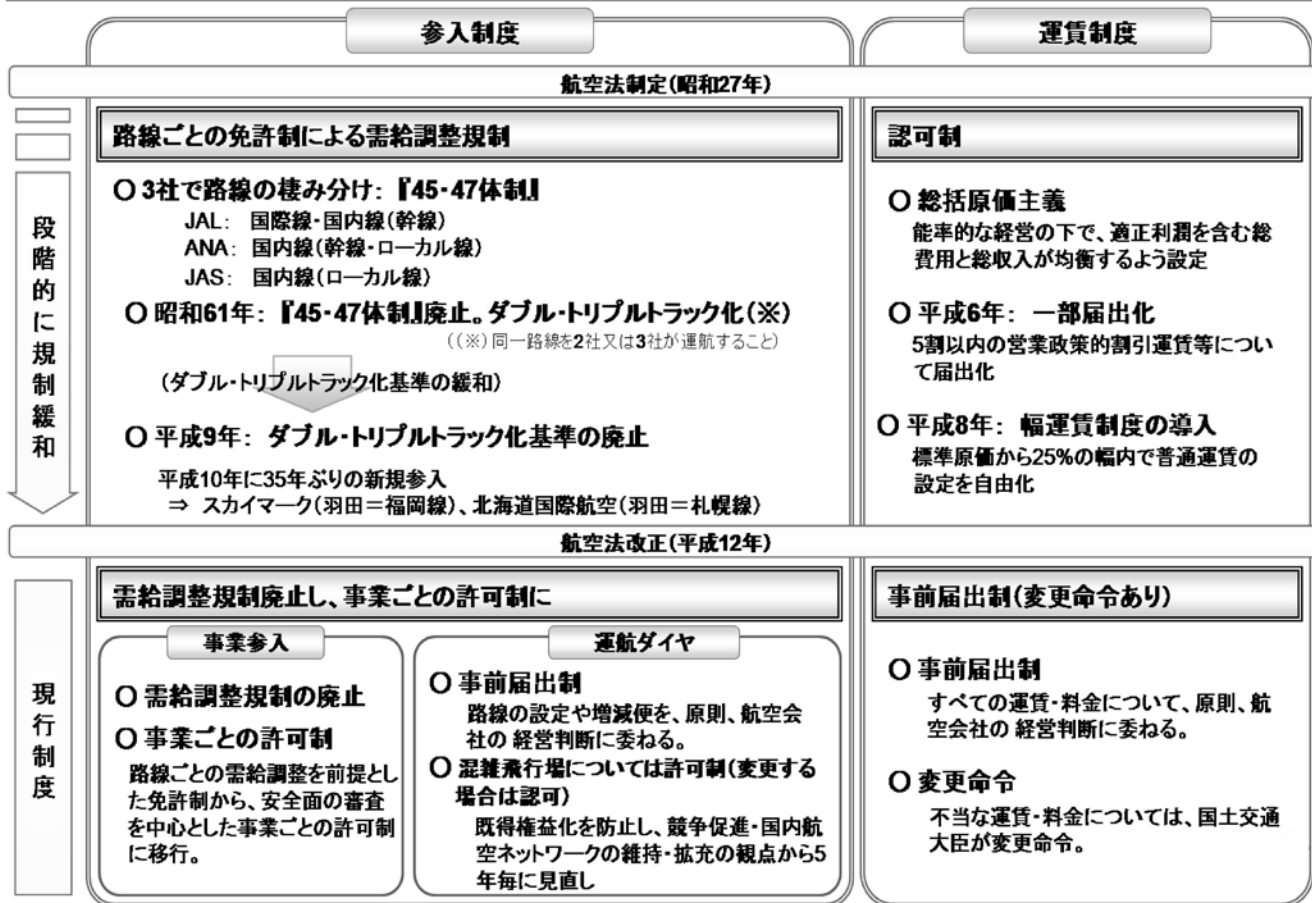 参入制度
運賃制度
航空法制定(昭和27年)
段階的に規制緩和
路線ごとの免許制による需給調整規制
○ 3社で路線の棲み分け: 『45・47体制』
JAL: 国際線・国内線(幹線)
ANA: 国内線(幹線・ローカル線)
JAS: 国内線(ローカル線)
○ 昭和61年: 『45・47体制』廃止。ダブル・トリプルトラック化(※)
((※)同一路線を2社又は3社が運航すること)
(ダブル・トリプルトラック化基準の緩和)
○ 平成9年: ダブル・トリプルトラック化基準の廃止
平成10年に35年ぶりの新規参入
⇒ スカイマーク(羽田=福岡線)、北海道国際航空(羽田=札幌線)
認可制
○ 総括原価主義
能率的な経営の下で、適正利潤を含む総
費用と総収入が均衡するよう設定
○ 平成6年: 一部届出化
5割以内の営業政策的割引運賃等につい
て届出化
○ 平成8年: 幅運賃制度の導入
標準原価から25%の幅内で普通運賃の
設定を自由化
航空法改正(平成12年)
現行制度
需給調整規制廃止し、事業ごとの許可制に
事業参入
○ 需給調整規制の廃止
○ 事業ごとの許可制
路線ごとの需給調整を前提とし
た免許制から、安全面の審査
を中心とした事業ごとの許可制
に移行。
運航ダイヤ
○ 事前届出制
路線の設定や増減便を、原則、航空会
社の 経営判断に委ねる。
○ 混雑飛行場については許可制(変更する
場合は認可)
既得権益化を防止し、競争促進・国内航
空ネットワークの維持・拡充の観点から5
年毎に見直し
事前届出制(変更命令あり)
○ 事前届出制
すべての運賃・料金について、原則、航
空会社の 経営判断に委ねる。
○ 変更命令
不当な運賃・料金については、国土交通
大臣が変更命令。